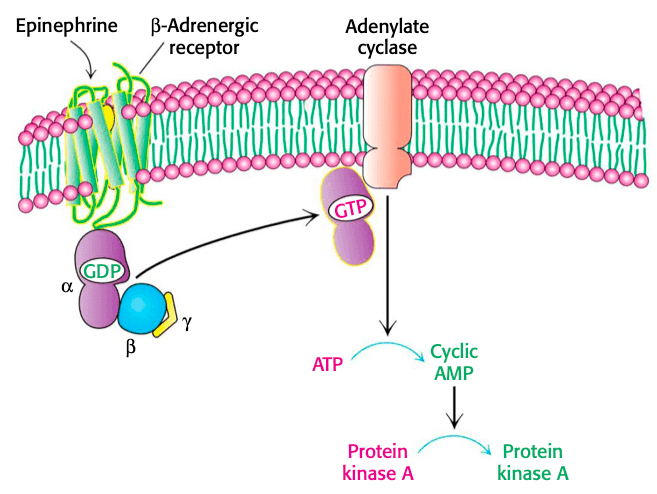 Epinephrine
β-Adrenergic
receptor
Adenylate
cyclase
GTP
GDP
α
β
γ
ATP
Cyclic
AMP
Protein
kinase A
Protein
kinase A